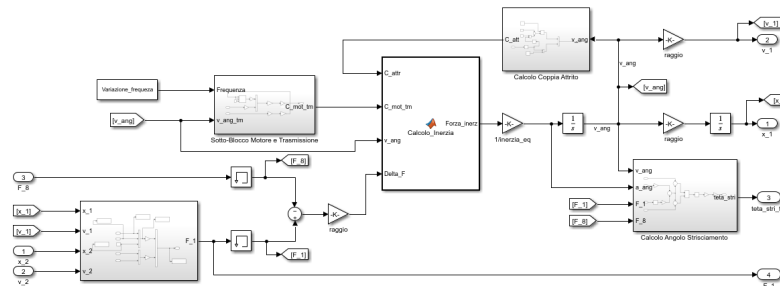 [v_1]
2
v_1
C_att
v_ang
Calcolo Coppia Attrito
-K-
raggio
v_ang
[v_ang]
Variazione_frequeza
Frequenza
v_ang_tm
C_mot_tm
Sotto-Blocco Motore e Trasmissione
[v_ang]
C_attr
C_mot_tm
v_ang
Delta_F
Calcolo_Inerzia
Forza_inerz
-K-
1/inerzia_eq
1
s
v_ang
-K-
raggio
1
s
1
x_1
3
F_8
[F_8]
-K-
raggio
[F_1]
[x_1]
[v_1]
1
x_2
2
v_2
x_1
v_1
x_2
v_2
F_1
v_ang
a_ang
F_1
F_8
teta_stri
Calcolo Angolo Strisciamento
[F_1]
[F_8]
3
4